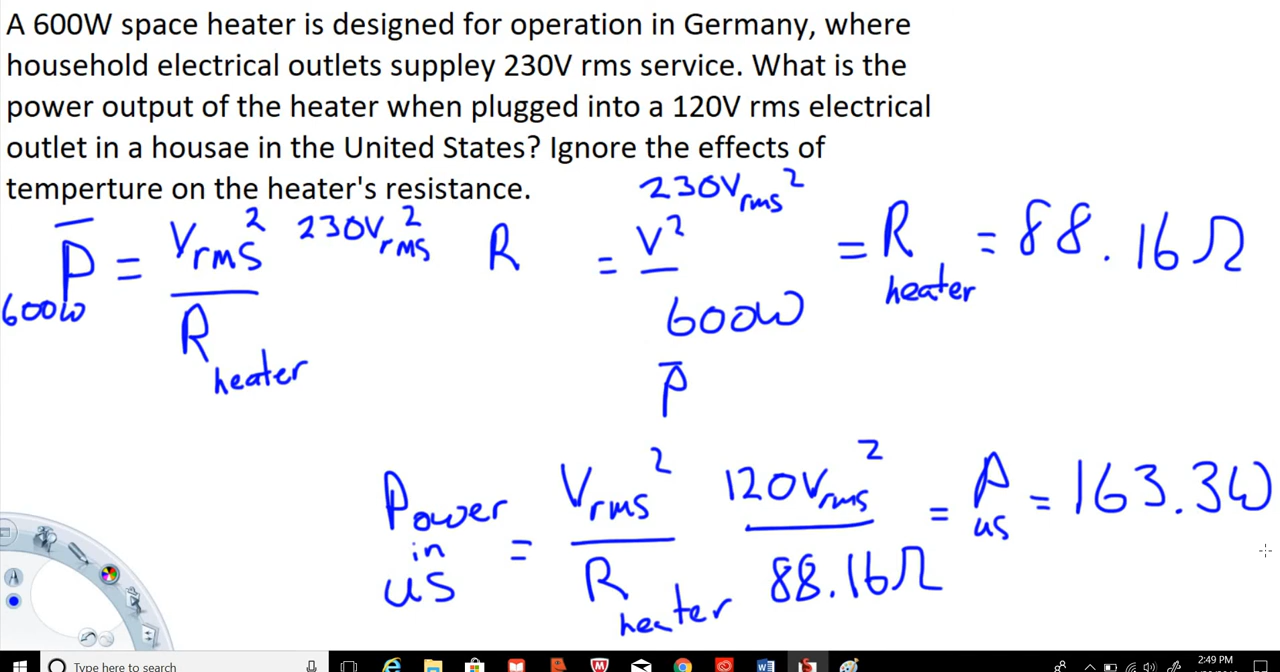 A 600W space heater is designed for operation in Germany, where
household electrical outlets suppley 230V rms service. What is the
power output of the heater when plugged into a 120V rms electrical
outlet in a housae in the United States? Ignore the effects of
temperture on the heater's resistance.
P̅ = Vrms² / R heater
600W
230Vrms²
R = V² / 600W = R heater = 88.16Ω
230Vrms²
P̅
Power in us = Vrms² / R heater
120Vrms² / 88.16Ω = P us = 163.3W
Type here to search
2:49 PM